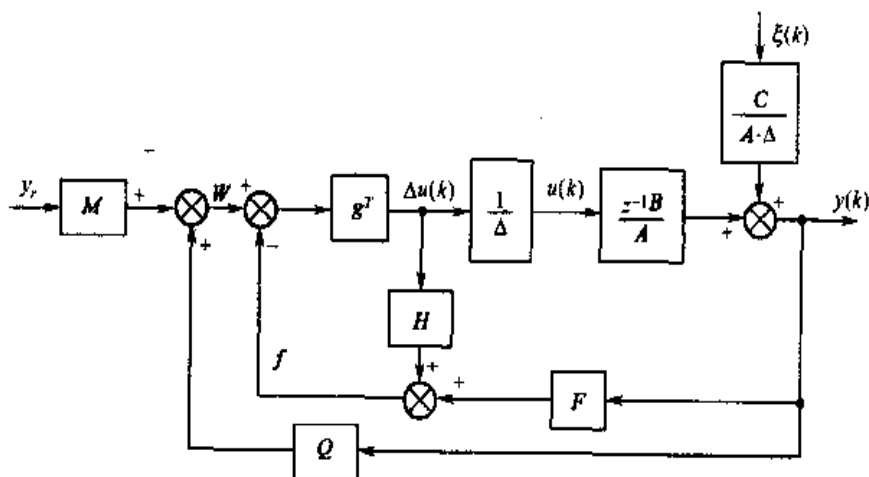 ξ(k)
C
A·Δ
y_r
M
+
−
W
+
−
+
g^T
Δu(k)
1
Δ
u(k)
z^{-1}B
A
+
+
y(k)
H
f
+
+
F
Q